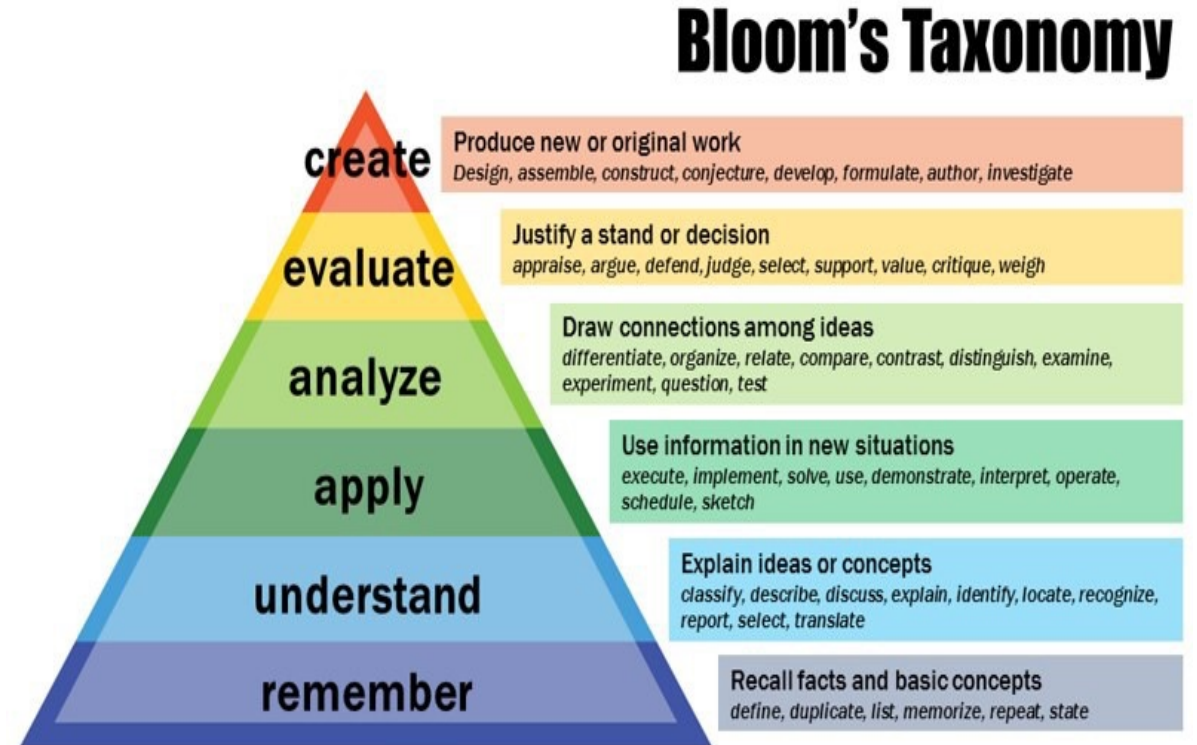 Bloom's Taxonomy
create
Produce new or original work
Design, assemble, construct, conjecture, develop, formulate, author, investigate
evaluate
Justify a stand or decision
appraise, argue, defend, judge, select, support, value, critique, weigh
analyze
Draw connections among ideas
differentiate, organize, relate, compare, contrast, distinguish, examine,
experiment, question, test
apply
Use information in new situations
execute, implement, solve, use, demonstrate, interpret, operate,
schedule, sketch
understand
Explain ideas or concepts
classify, describe, discuss, explain, identify, locate, recognize,
report, select, translate
remember
Recall facts and basic concepts
define, duplicate, list, memorize, repeat, state